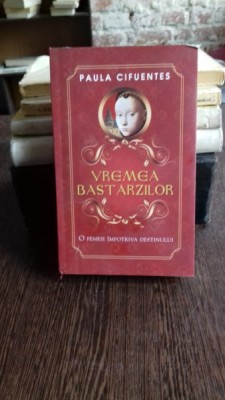 PAULA CIFUENTES
VREMEA
BASTARZILOR
O FEMEIE ÎMPOTRIVA DESTINULUI